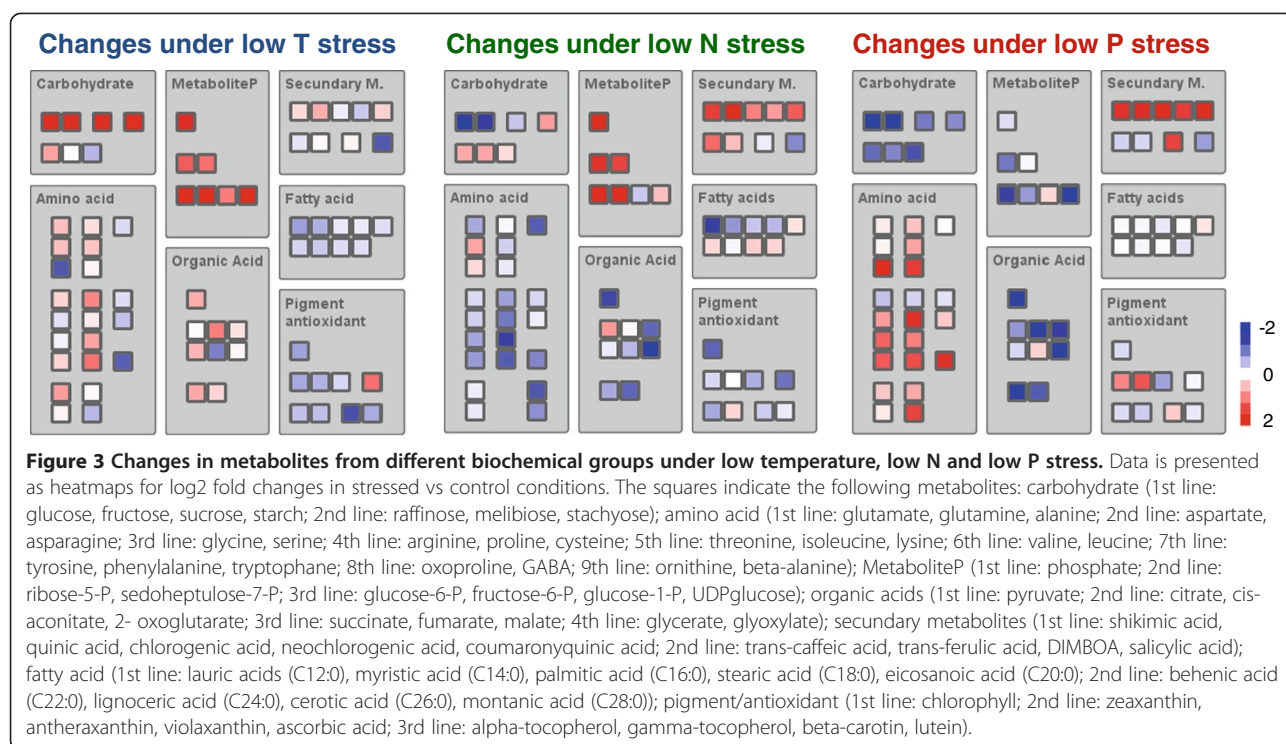 Changes under low T stress
Changes under low N stress
Changes under low P stress
Carbohydrate
MetaboliteP
Secundary M.
Amino acid
Fatty acid
Organic Acid
Pigment
antioxidant
Carbohydrate
MetaboliteP
Secundary M.
Amino acid
Fatty acids
Organic Acid
Pigment
antioxidant
Carbohydrate
MetaboliteP
Secundary M.
Amino acid
Fatty acids
Organic Acid
Pigment
antioxidant
-2
0
2
Figure 3 Changes in metabolites from different biochemical groups under low temperature, low N and low P stress. Data is presented
as heatmaps for log2 fold changes in stressed vs control conditions. The squares indicate the following metabolites: carbohydrate (1st line:
glucose, fructose, sucrose, starch; 2nd line: raffinose, melibiose, stachyose); amino acid (1st line: glutamate, glutamine, alanine; 2nd line: aspartate,
asparagine; 3rd line: glycine, serine; 4th line: arginine, proline, cysteine; 5th line: threonine, isoleucine, lysine; 6th line: valine, leucine; 7th line:
tyrosine, phenylalanine, tryptophane; 8th line: oxoproline, GABA; 9th line: ornithine, beta-alanine); MetaboliteP (1st line: phosphate; 2nd line:
ribose-5-P, sedoheptulose-7-P; 3rd line: glucose-6-P, fructose-6-P, glucose-1-P, UDPglucose); organic acids (1st line: pyruvate; 2nd line: citrate, cis-
aconitate, 2- oxoglutarate; 3rd line: succinate, fumarate, malate; 4th line: glycerate, glyoxylate); secondary metabolites (1st line: shikimic acid,
quinic acid, chlorogenic acid, neochlorogenic acid, coumaronyquinic acid; 2nd line: trans-caffeic acid, trans-ferulic acid, DIMBOA, salicylic acid);
fatty acid (1st line: lauric acids (C12:0), myristic acid (C14:0), palmitic acid (C16:0), stearic acid (C18:0), eicosanoic acid (C20:0); 2nd line: behenic acid
(C22:0), lignoceric acid (C24:0), cerotic acid (C26:0), montanic acid (C28:0)); pigment/antioxidant (1st line: chlorophyll; 2nd line: zeaxanthin,
antheraxanthin, violaxanthin, ascorbic acid; 3rd line: alpha-tocopherol, gamma-tocopherol, beta-carotin, lutein).